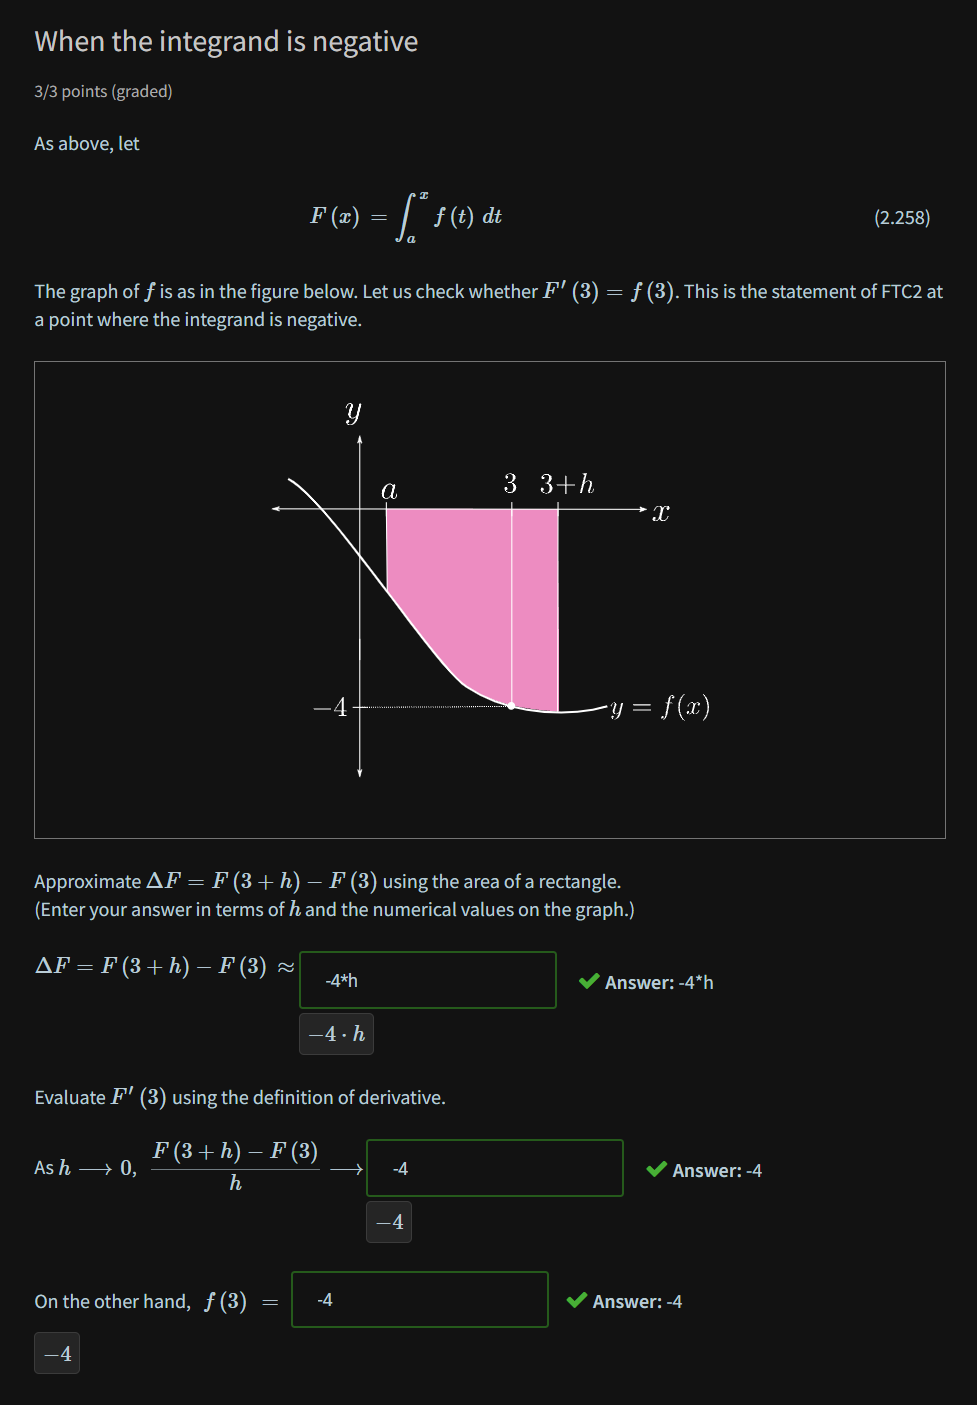 When the integrand is negative
3/3 points (graded)
As above, let
F (x) = ∫_a^x f (t) dt (2.258)
The graph of f is as in the figure below. Let us check whether F′ (3) = f (3). This is the statement of FTC2 at
a point where the integrand is negative.
y
a 3 3+h
x
−4
y = f(x)
Approximate ΔF = F (3 + h) − F (3) using the area of a rectangle.
(Enter your answer in terms of h and the numerical values on the graph.)
ΔF = F (3 + h) − F (3) ≈ -4*h Answer: -4*h
−4 · h
Evaluate F′ (3) using the definition of derivative.
As h ⟶ 0, \frac{F (3 + h) − F (3)}{h} ⟶ -4 Answer: -4
−4
On the other hand, f (3) = -4 Answer: -4
−4